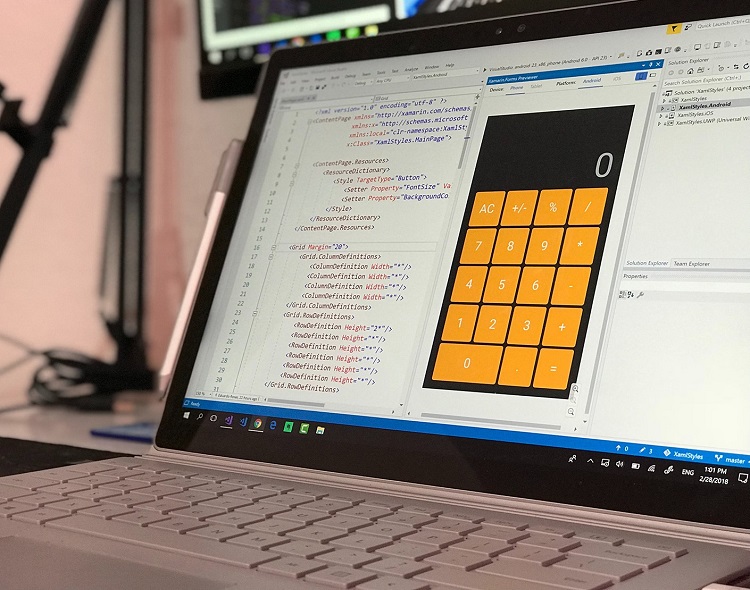 Xamarin.Forms Previewer
Device: Phone Tablet Platform: Android iOS
<?xml version="1.0" encoding="utf-8" ?>
<ContentPage xmlns="http://xamarin.com/schemas
xmlns:x="http://schemas.microsoft
xmlns:local="clr-namespace:XamlSty
x:Class="XamlStyles.MainPage">
<ContentPage.Resources>
<ResourceDictionary>
<Style TargetType="Button">
<Setter Property="FontSize" Va
<Setter Property="BackgroundCo
</Style>
</ResourceDictionary>
</ContentPage.Resources>
<Grid Margin="20">
<Grid.ColumnDefinitions>
<ColumnDefinition Width="*"/>
<ColumnDefinition Width="*"/>
<ColumnDefinition Width="*"/>
<ColumnDefinition Width="*"/>
</Grid.ColumnDefinitions>
<Grid.RowDefinitions>
<RowDefinition Height="2*"/>
<RowDefinition Height="*"/>
<RowDefinition Height="*"/>
<RowDefinition Height="*"/>
<RowDefinition Height="*"/>
<RowDefinition Height="*"/>
</Grid.RowDefinitions>
0
AC +/- % /
7 8 9 *
4 5 6 -
1 2 3 +
0 . =
Quick Launch (Ctrl+
Solution Explorer
Search Solution Explorer (Ctrl+)
Solution 'XamlStyles' (4 projec
XamlStyles
XamlStyles.Android
XamlStyles.iOS
XamlStyles.UWP (Universal Wi
Solution Explorer Team Explorer
Properties
Ready
0 3 XamlStyles master
ENG 1:01 PM
2/28/2018